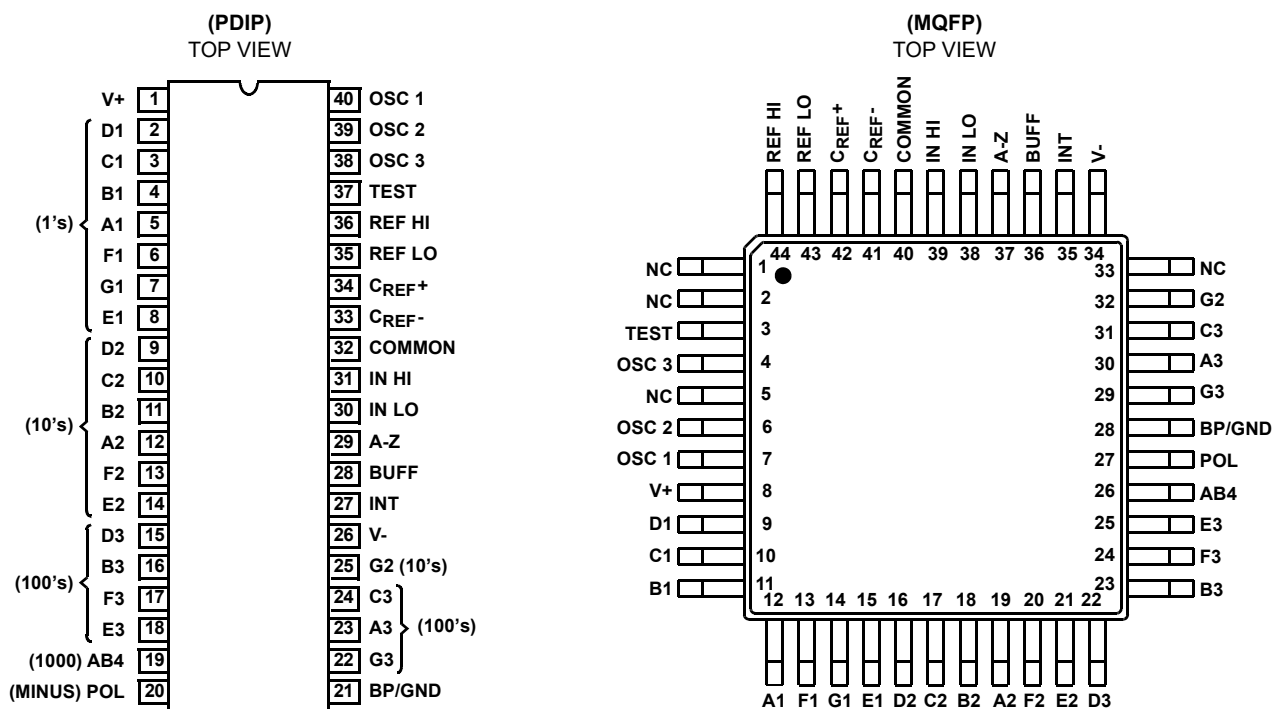 (PDIP)
TOP VIEW
V+ 1 40 OSC 1
D1 2 39 OSC 2
C1 3 38 OSC 3
B1 4 37 TEST
(1's) A1 5 36 REF HI
F1 6 35 REF LO
G1 7 34 CREF+
E1 8 33 CREF-
D2 9 32 COMMON
C2 10 31 IN HI
B2 11 30 IN LO
(10's)
A2 12 29 A-Z
F2 13 28 BUFF
E2 14 27 INT
D3 15 26 V-
B3 16 25 G2 (10's)
(100's)
F3 17 24 C3
E3 18 23 A3 (100's)
(1000) AB4 19 22 G3
(MINUS) POL 20 21 BP/GND
(MQFP)
TOP VIEW
REF HI REF LO CREF+ CREF- COMMON IN HI IN LO A-Z BUFF INT V-
44 43 42 41 40 39 38 37 36 35 34
NC 1 33 NC
NC 2 32 G2
TEST 3 31 C3
OSC 3 4 30 A3
NC 5 29 G3
OSC 2 6 28 BP/GND
OSC 1 7 27 POL
V+ 8 26 AB4
D1 9 25 E3
C1 10 24 F3
B1 11 23 B3
12 13 14 15 16 17 18 19 20 21 22
A1 F1 G1 E1 D2 C2 B2 A2 F2 E2 D3